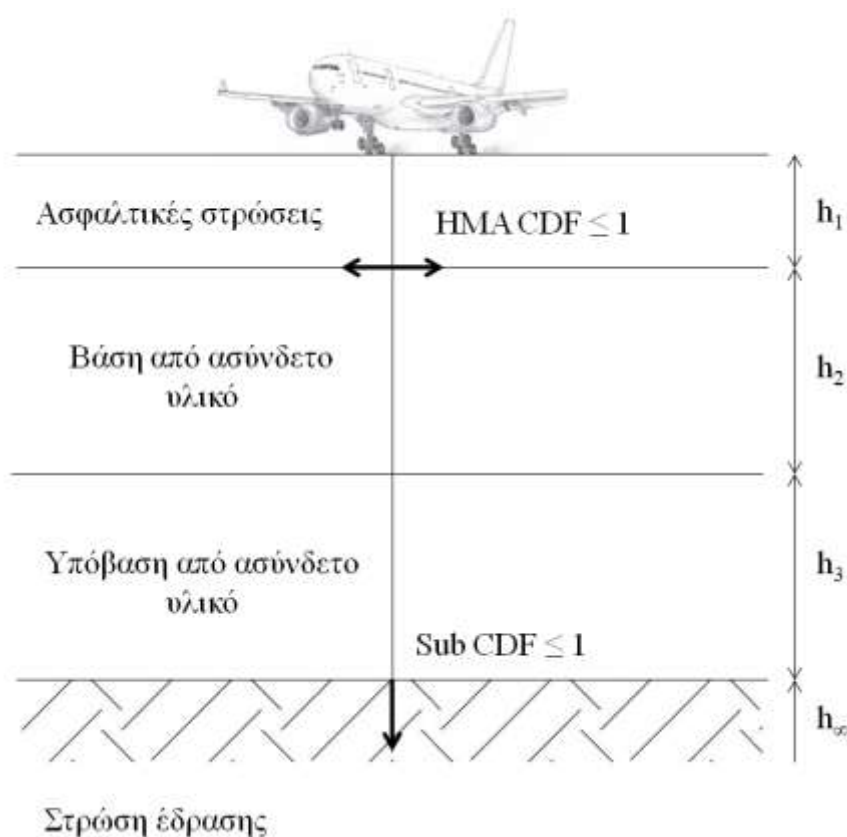 Ασφαλτικές στρώσεις
HMA CDF ≤ 1
h₁
Βάση από ασύνδετο
υλικό
h₂
Υπόβαση από ασύνδετο
υλικό
h₃
Sub CDF ≤ 1
h∞
Στρώση έδρασης